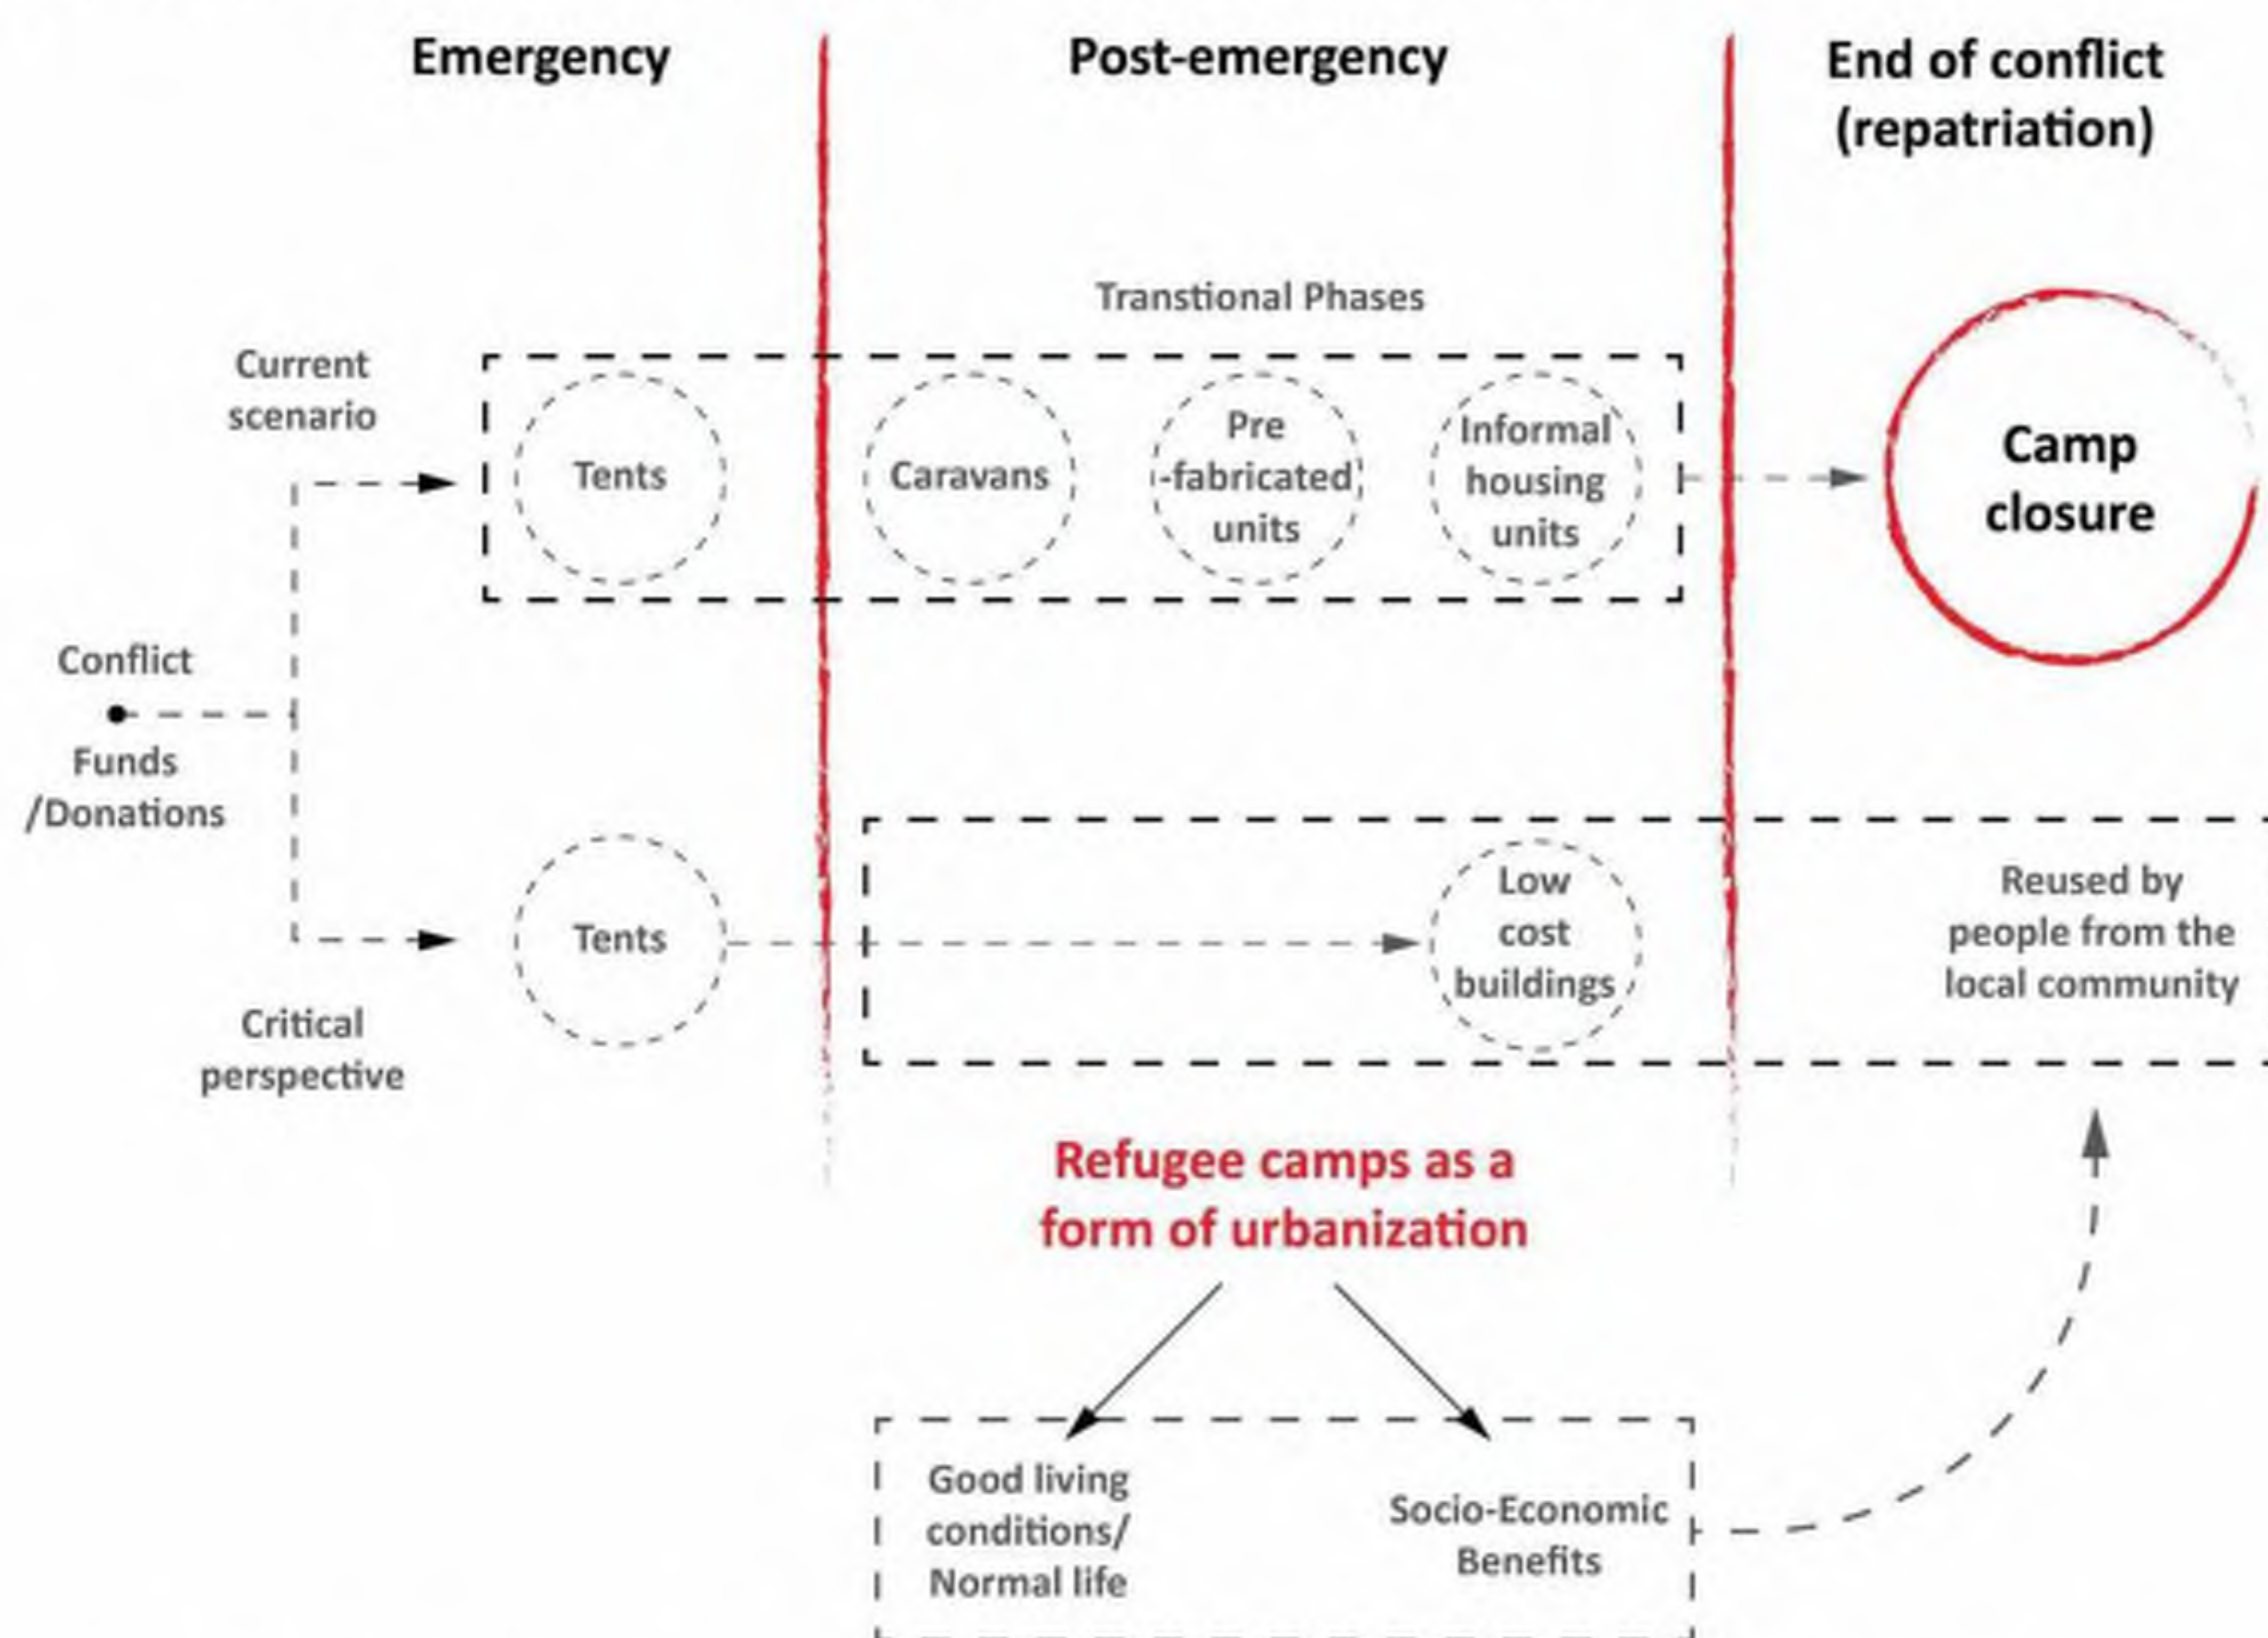 Emergency
Post-emergency
End of conflict
(repatriation)
Transtional Phases
Current
scenario
Tents
Caravans
Pre
-fabricated
units
Informal
housing
units
Camp
closure
Conflict
Funds
/Donations
Tents
Low
cost
buildings
Reused by
people from the
local community
Critical
perspective
Refugee camps as a
form of urbanization
Good living
conditions/
Normal life
Socio-Economic
Benefits